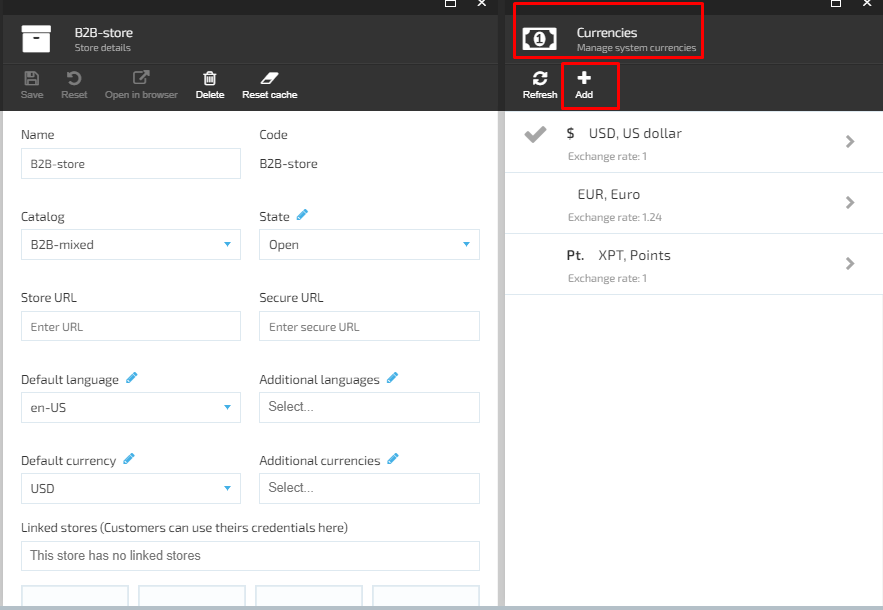 B2B-store
Store details
Save Reset Open in browser Delete Reset cache
Name Code
B2B-store B2B-store
Catalog State
B2B-mixed Open
Store URL Secure URL
Enter URL Enter secure URL
Default language Additional languages
en-US Select...
Default currency Additional currencies
USD Select...
Linked stores (Customers can use theirs credentials here)
This store has no linked stores
1 Currencies
Manage system currencies
Refresh Add
$ USD, US dollar
Exchange rate: 1
EUR, Euro
Exchange rate: 1.24
Pt. XPT, Points
Exchange rate: 1